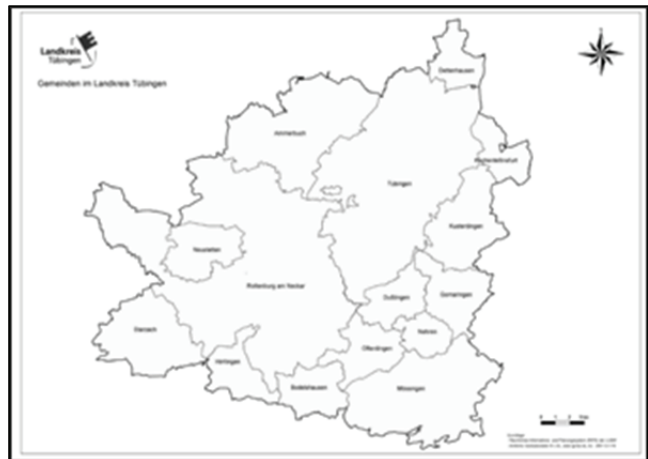 Landkreis
Tübingen
Gemeinden im Landkreis Tübingen
Dettenhausen
Ammerbuch
Tübingen
Kusterdingen
Neustetten
Rottenburg am Neckar
Dußlingen
Gomaringen
Starzach
Nehren
Ofterdingen
Hirrlingen
Bodelshausen
Mössingen